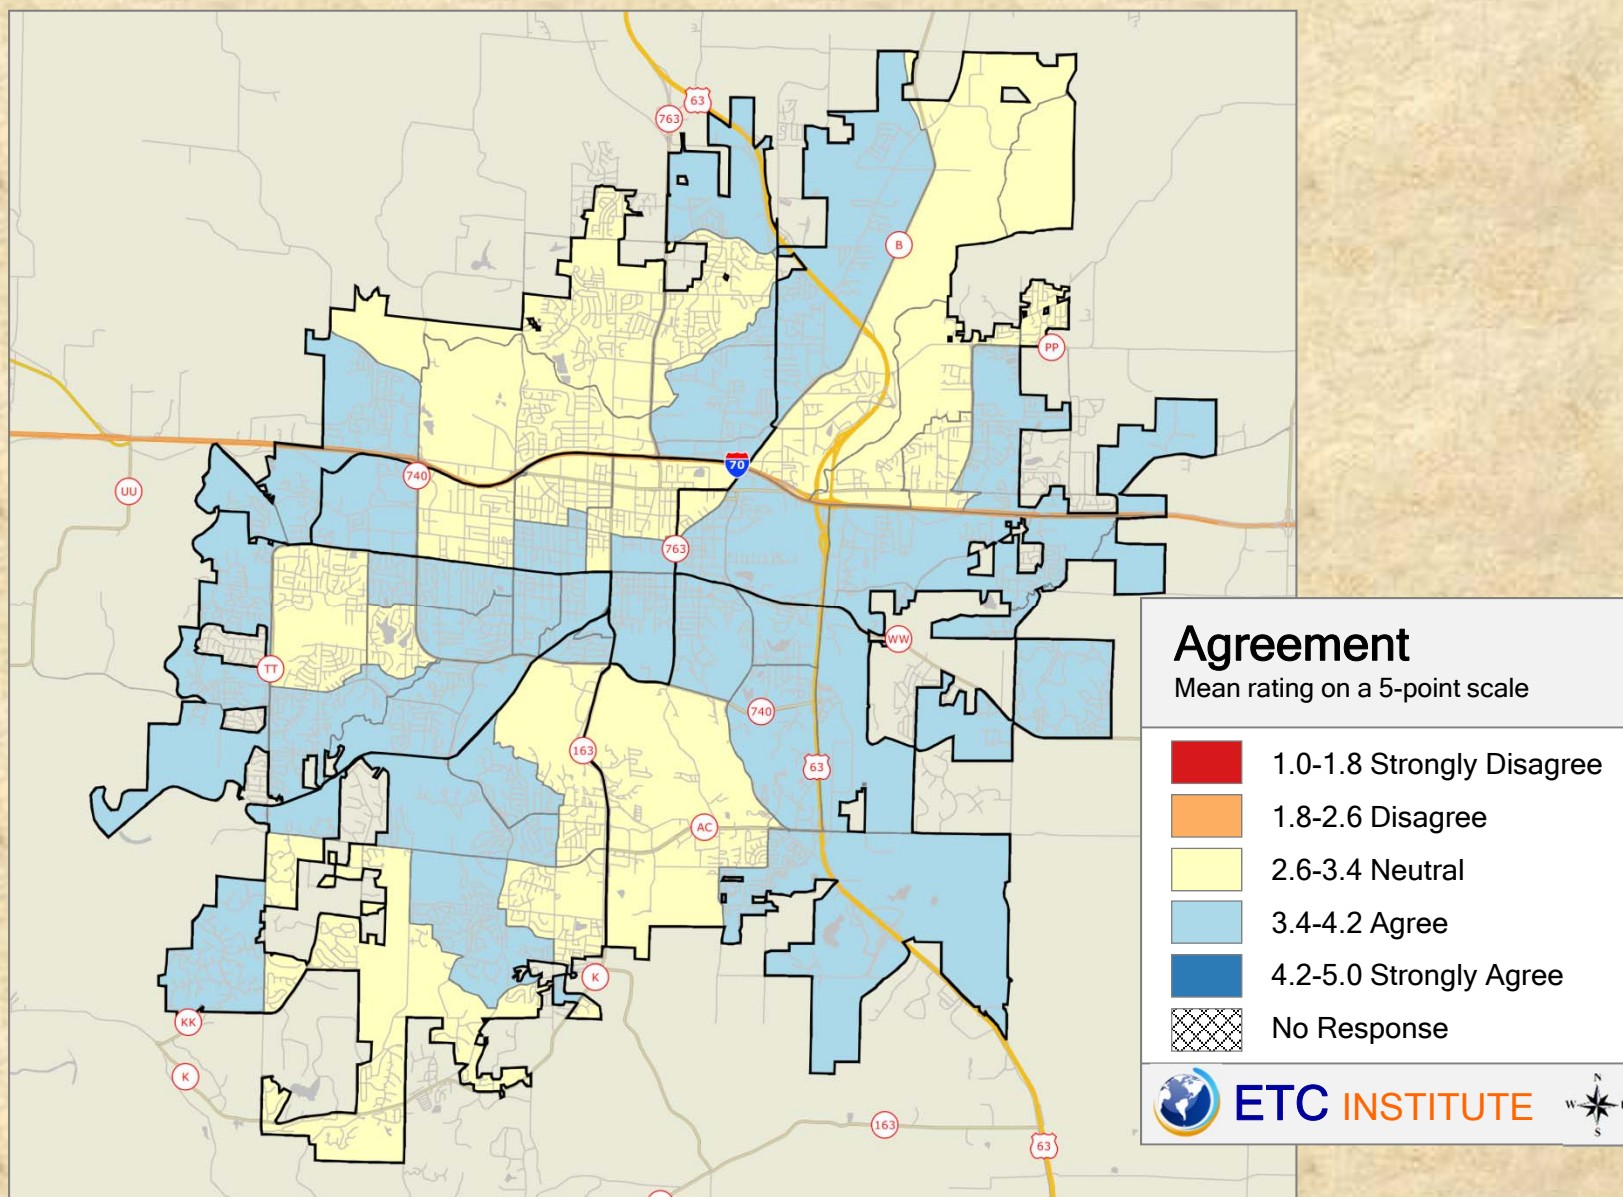 63
763
B
PP
70
740
UU
763
WW
TT
740
163
63
AC
K
KK
K
163
63
Agreement
Mean rating on a 5-point scale
1.0-1.8 Strongly Disagree
1.8-2.6 Disagree
2.6-3.4 Neutral
3.4-4.2 Agree
4.2-5.0 Strongly Agree
No Response
ETC INSTITUTE
N
W
S